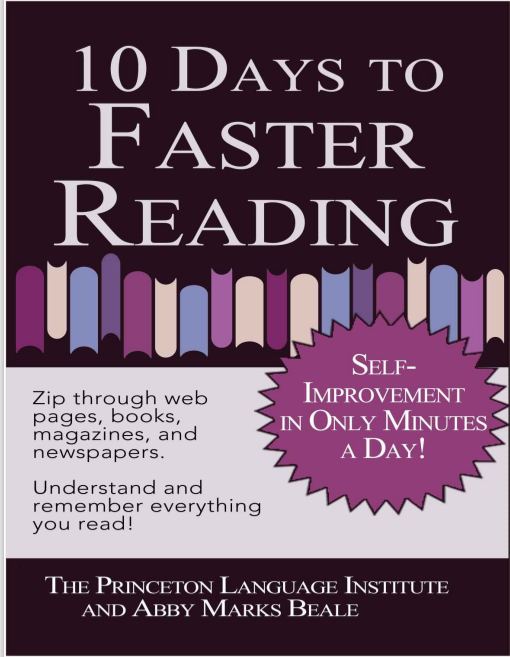 10 Days to
Faster
Reading
Self-
Improvement
in Only Minutes
a Day!
Zip through web
pages, books,
magazines, and
newspapers.
Understand and
remember everything
you read!
The Princeton Language Institute
and Abby Marks Beale